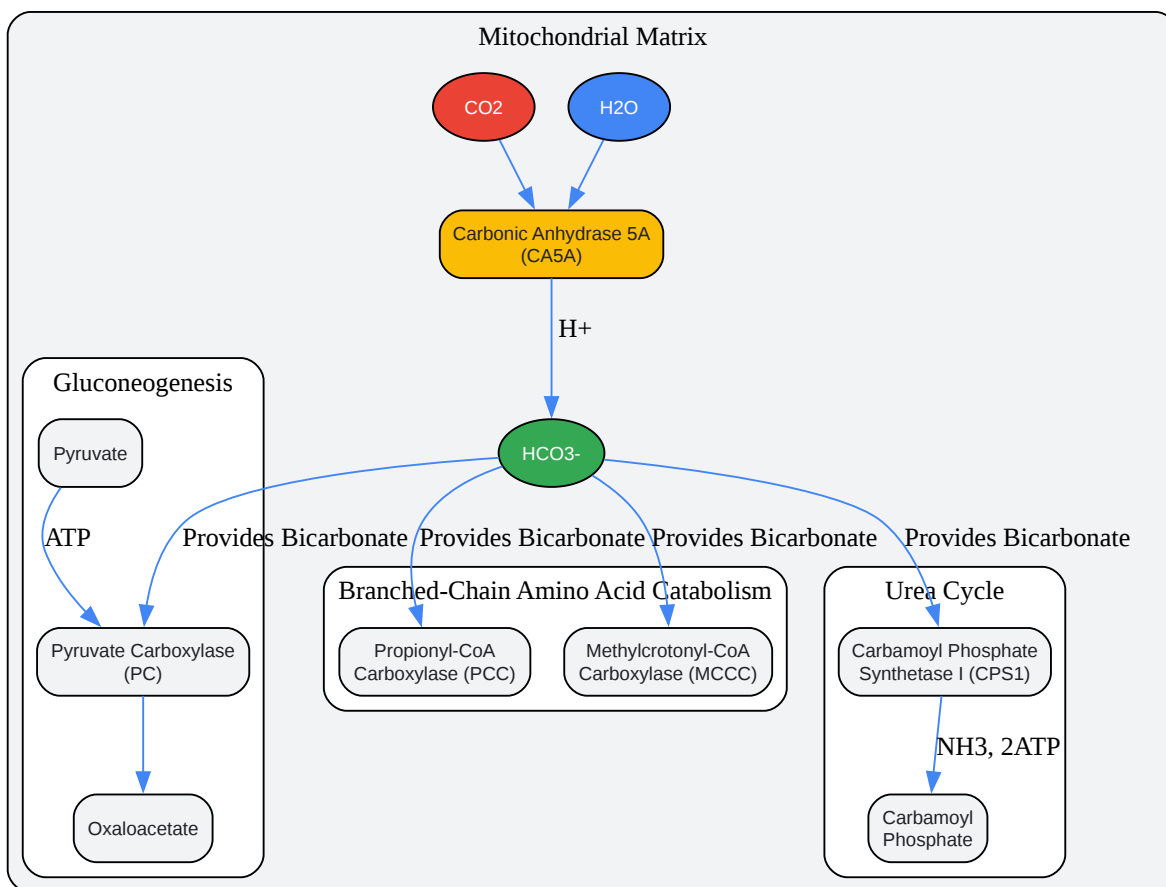 Mitochondrial Matrix
CO2
H2O
Carbonic Anhydrase 5A
(CA5A)
H+
Gluconeogenesis
Pyruvate
HCO3-
ATP
Provides Bicarbonate
Provides Bicarbonate
Provides Bicarbonate
Provides Bicarbonate
Branched-Chain Amino Acid Catabolism
Urea Cycle
Pyruvate Carboxylase
(PC)
Propionyl-CoA
Carboxylase (PCC)
Methylcrotonyl-CoA
Carboxylase (MCCC)
Carbamoyl Phosphate
Synthetase I (CPS1)
NH3, 2ATP
Oxaloacetate
Carbamoyl
Phosphate